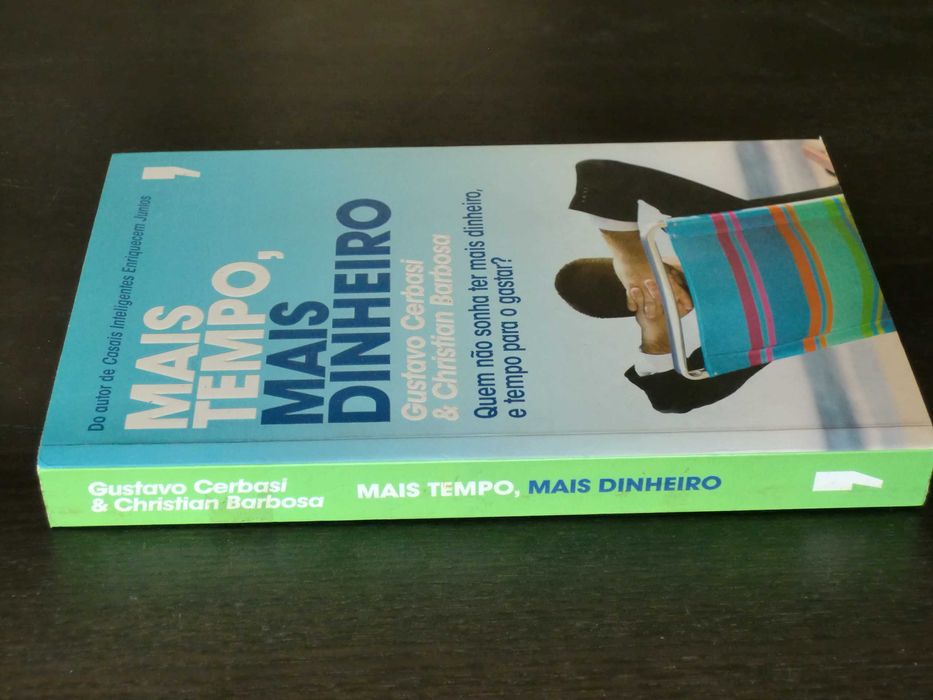 Do autor de Casais Inteligentes Enriquecem Juntos
MAIS
TEMPO,
MAIS
DINHEIRO
Gustavo Cerbasi
& Christian Barbosa
Quem não sonha ter mais dinheiro,
e tempo para o gastar?
Gustavo Cerbasi
& Christian Barbosa
MAIS TEMPO, MAIS DINHEIRO